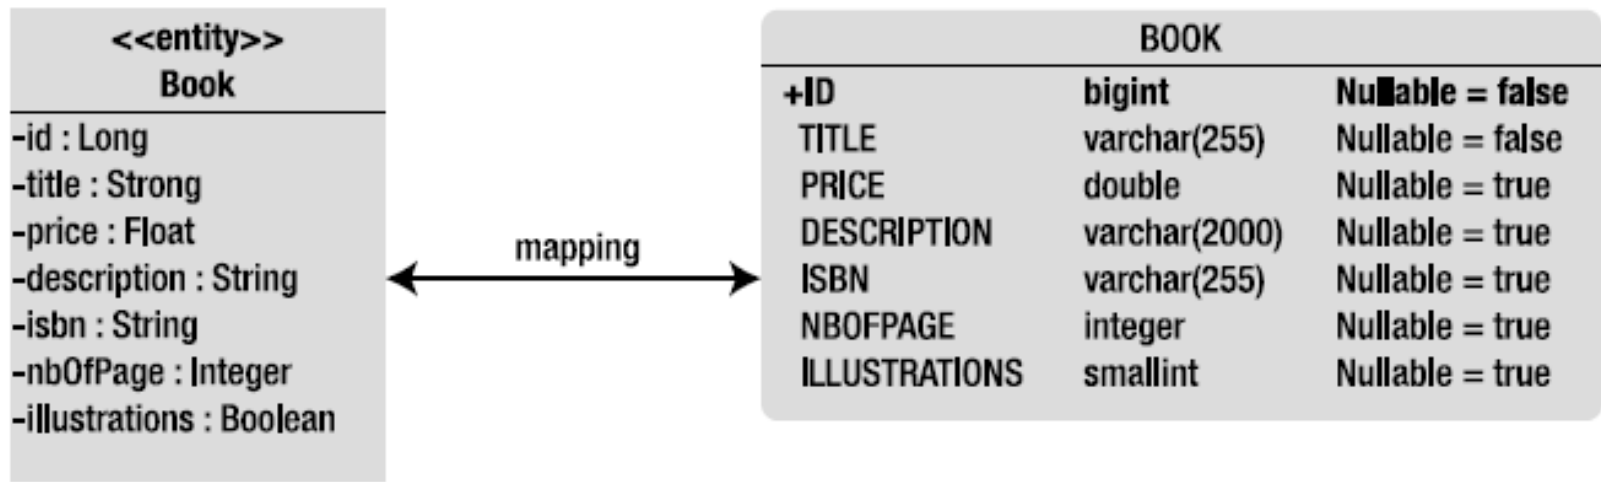 <<entity>>
Book
-id : Long
-title : Strong
-price : Float
-description : String
-isbn : String
-nbOfPage : Integer
-illustrations : Boolean
mapping
BOOK
+ID bigint Nullable = false
TITLE varchar(255) Nullable = false
PRICE double Nullable = true
DESCRIPTION varchar(2000) Nullable = true
ISBN varchar(255) Nullable = true
NBOFPAGE integer Nullable = true
ILLUSTRATIONS smallint Nullable = true